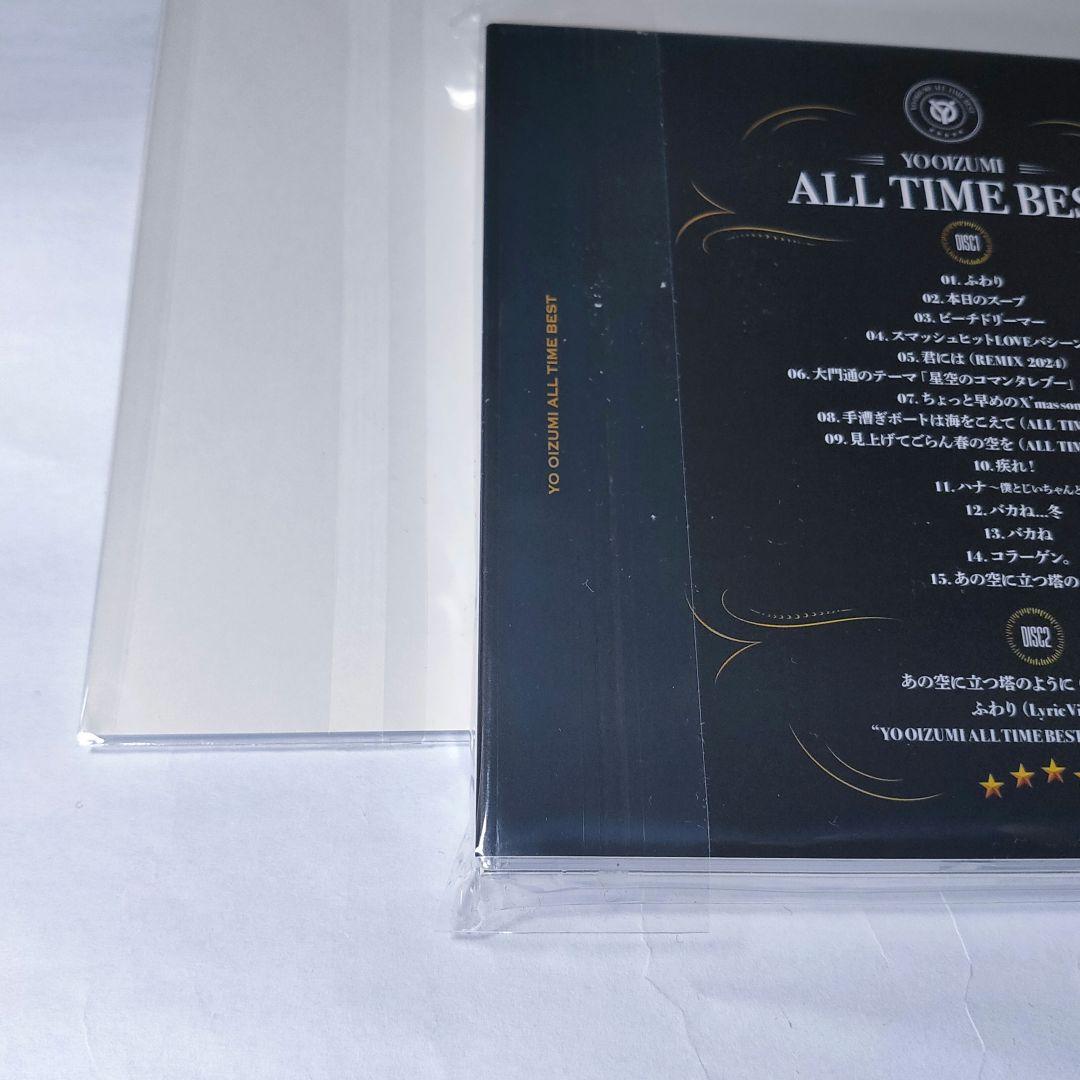 YO OIZUMI ALL TIME BEST
YO OIZUMI
ALL TIME BES
DISC1
01. ふわり
02. 本日のスープ
03. ビーチドリーマー
04. スマッシュヒットLOVEパシーン
05. 君には (REMIX 2024)
06. 大門通のテーマ「星空のコマンタレブー」
07. ちょっと早めのX'mas son
08. 手漕ぎボートは海をこえて (ALL TIM
09. 見上げてごらん春の空を (ALL TIM
10. 疾れ!
11. ハナ〜僕とじいちゃんと
12. バカね...冬
13. バカね
14. コラーゲン。
15. あの空に立つ塔の
DISC2
あの空に立つ塔のように (
ふわり (Lyric Vi
“YO OIZUMI ALL TIME BEST